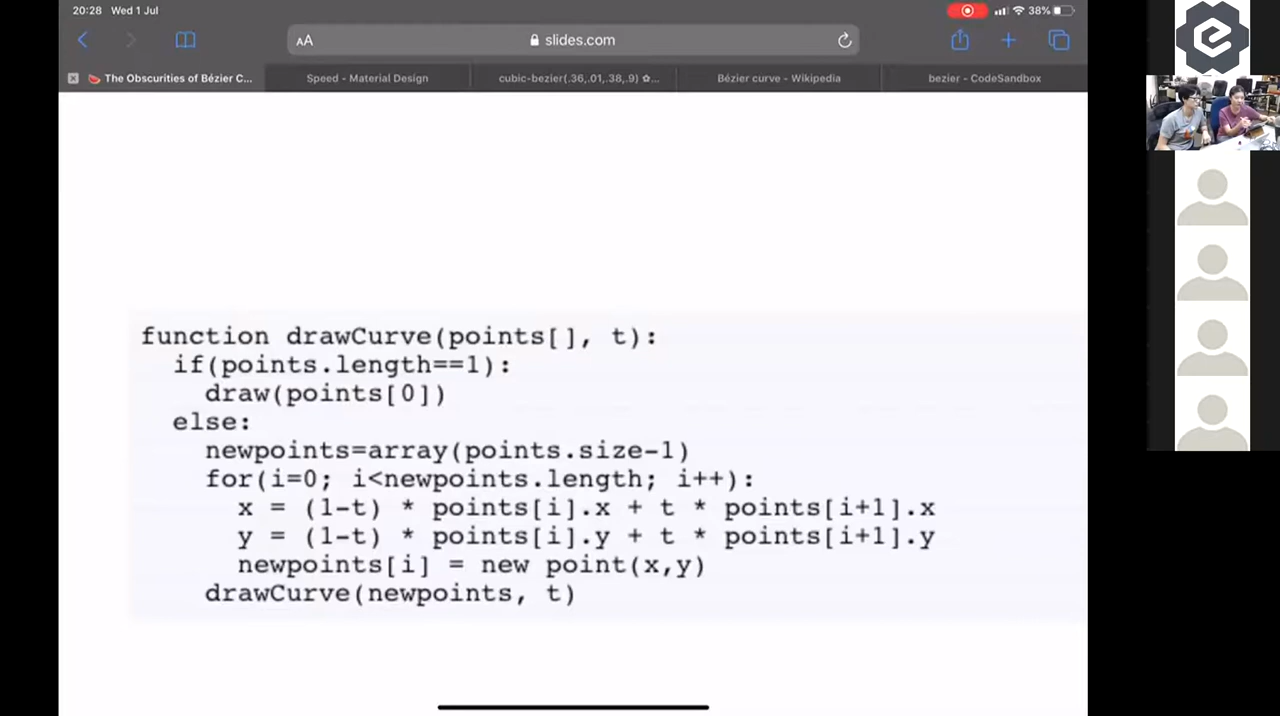 20:28 Wed 1 Jul
38%
AA
slides.com
🍉 The Obscurities of Bézier C...
Speed - Material Design
cubic-bezier(.36,.01,.38,.9) ✿...
Bézier curve - Wikipedia
bezier - CodeSandbox
function drawCurve(points[], t):
if(points.length==1):
draw(points[0])
else:
newpoints=array(points.size-1)
for(i=0; i<newpoints.length; i++):
x = (1-t) * points[i].x + t * points[i+1].x
y = (1-t) * points[i].y + t * points[i+1].y
newpoints[i] = new point(x,y)
drawCurve(newpoints, t)